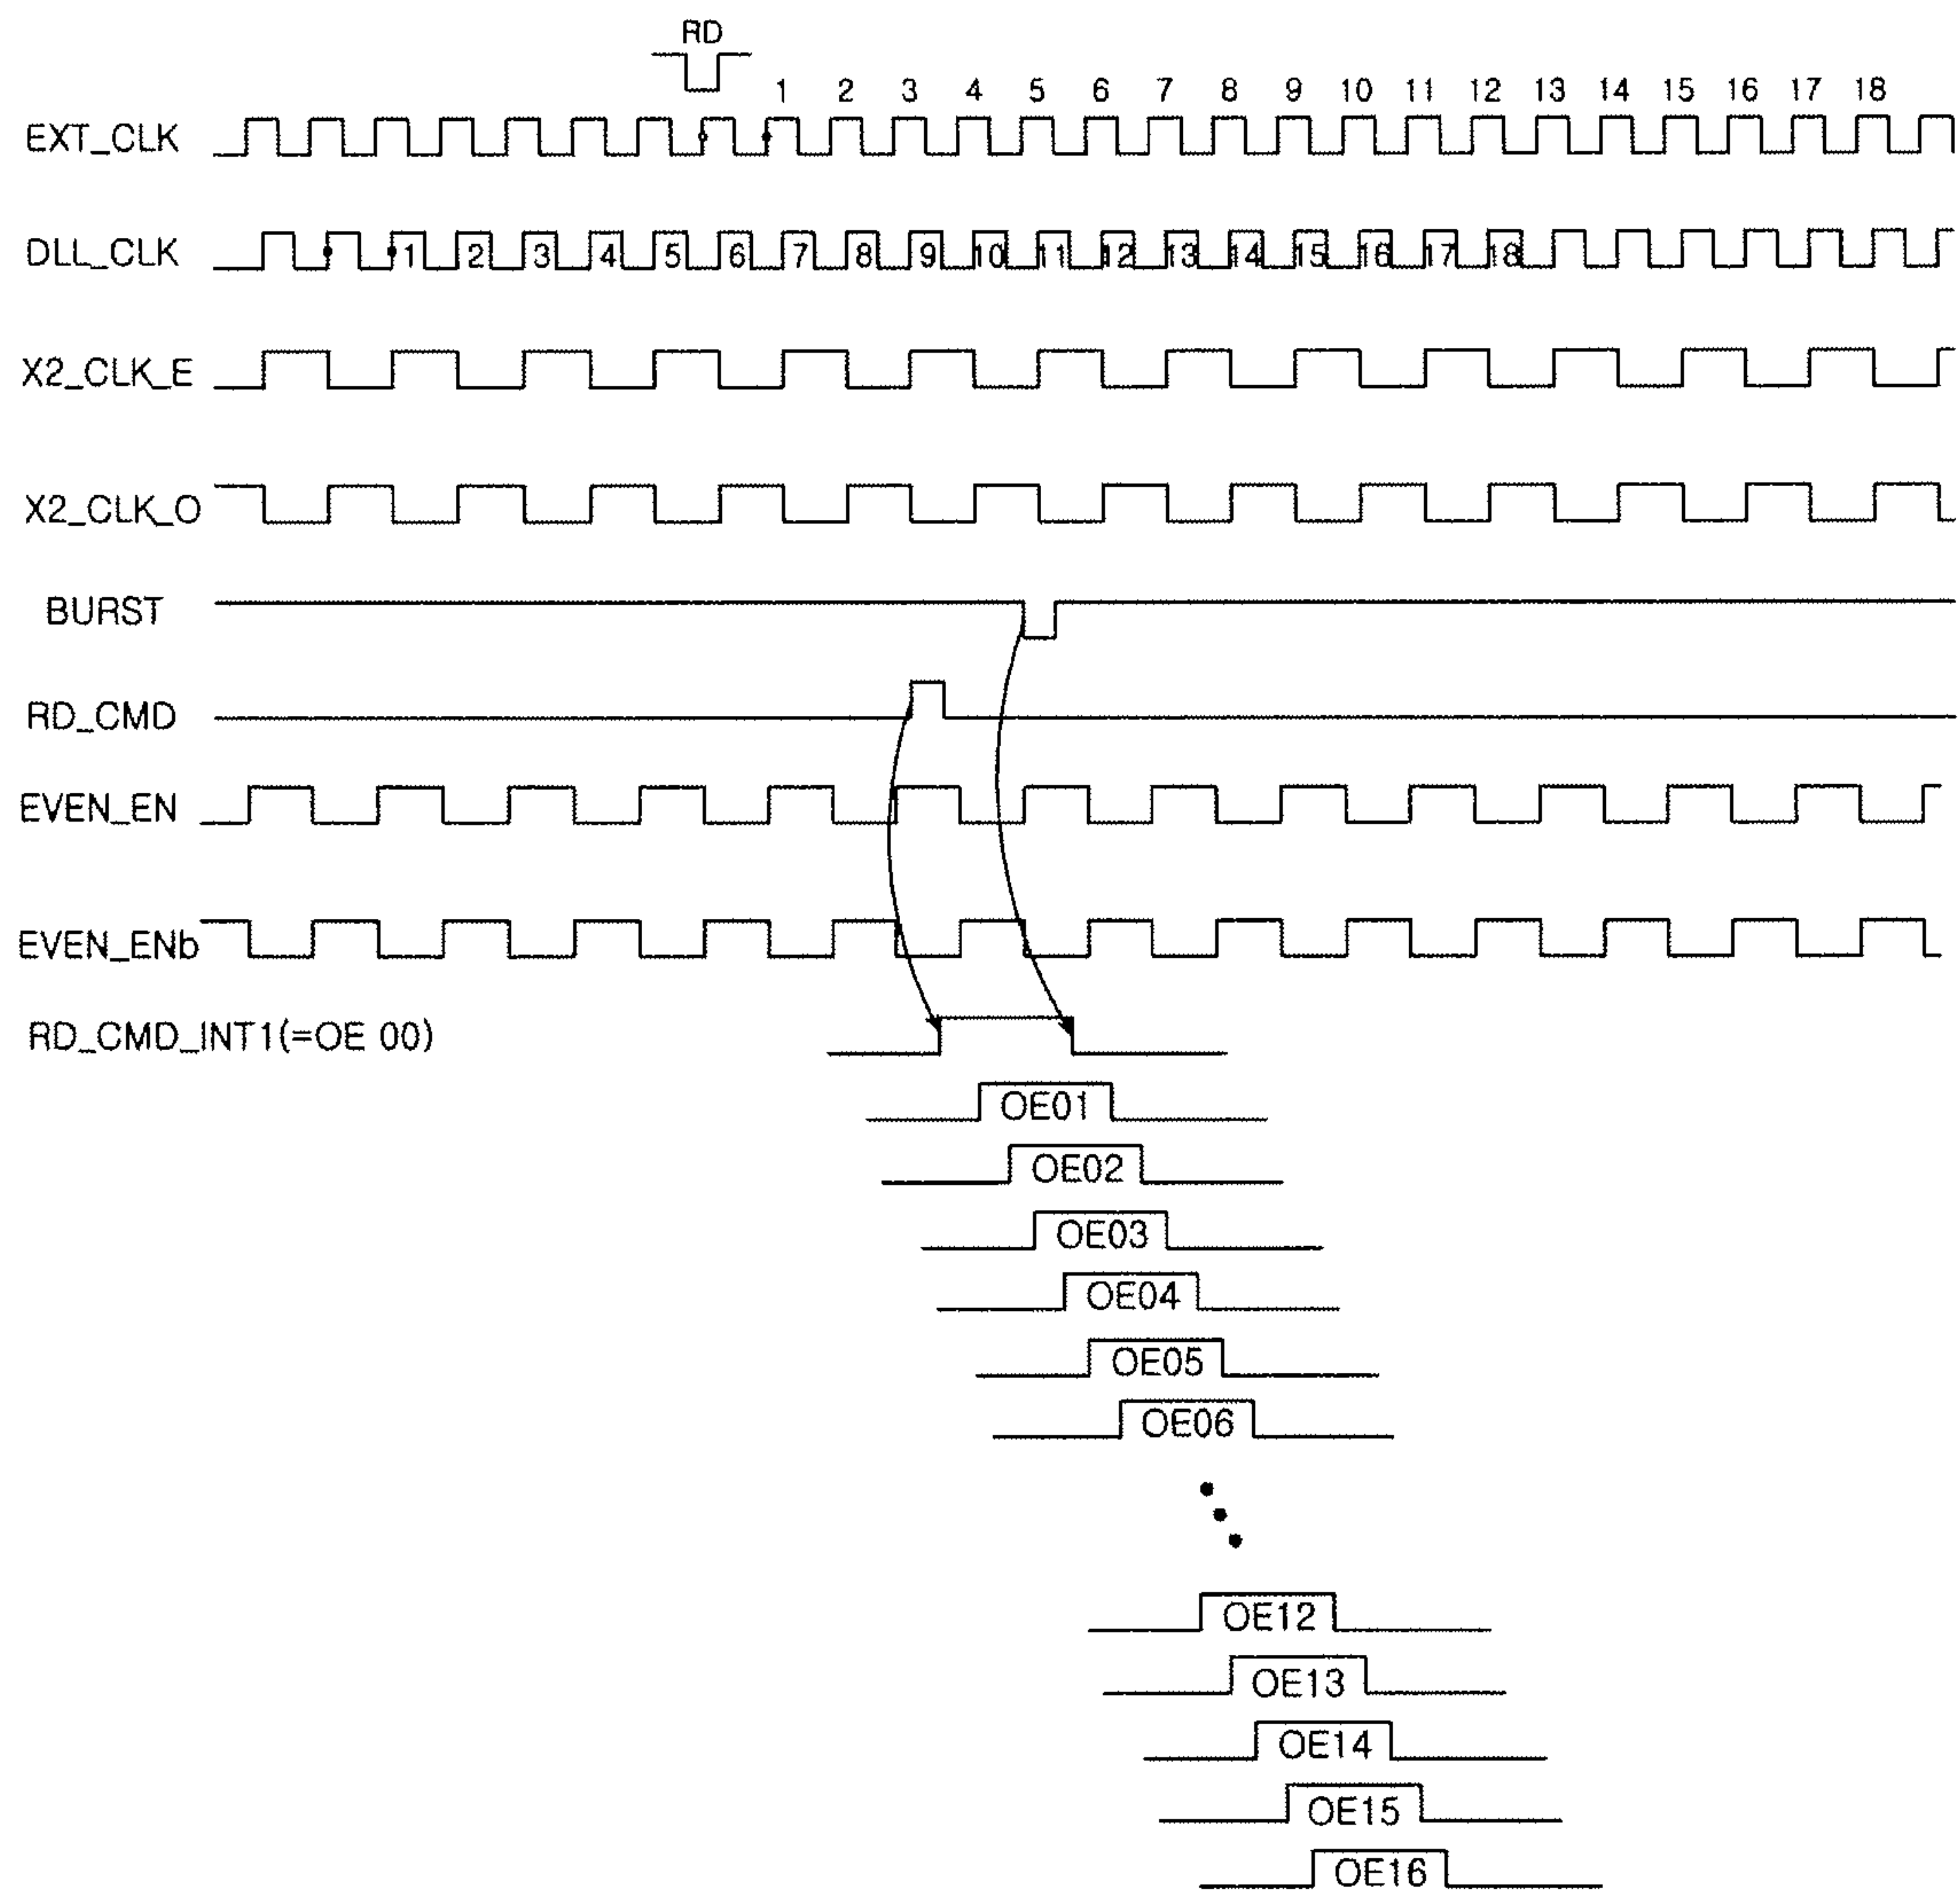 RD
1 2 3 4 5 6 7 8 9 10 11 12 13 14 15 16 17 18
EXT_CLK
DLL_CLK
1 2 3 4 5 6 7 8 9 10 11 12 13 14 15 16 17 18
X2_CLK_E
X2_CLK_O
BURST
RD_CMD
EVEN_EN
EVEN_ENb
RD_CMD_INT1(=OE 00)
OE01
OE02
OE03
OE04
OE05
OE06
OE12
OE13
OE14
OE15
OE16